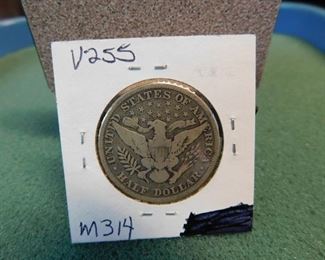 V255
UNITED STATES OF AMERICA
HALF DOLLAR
M314